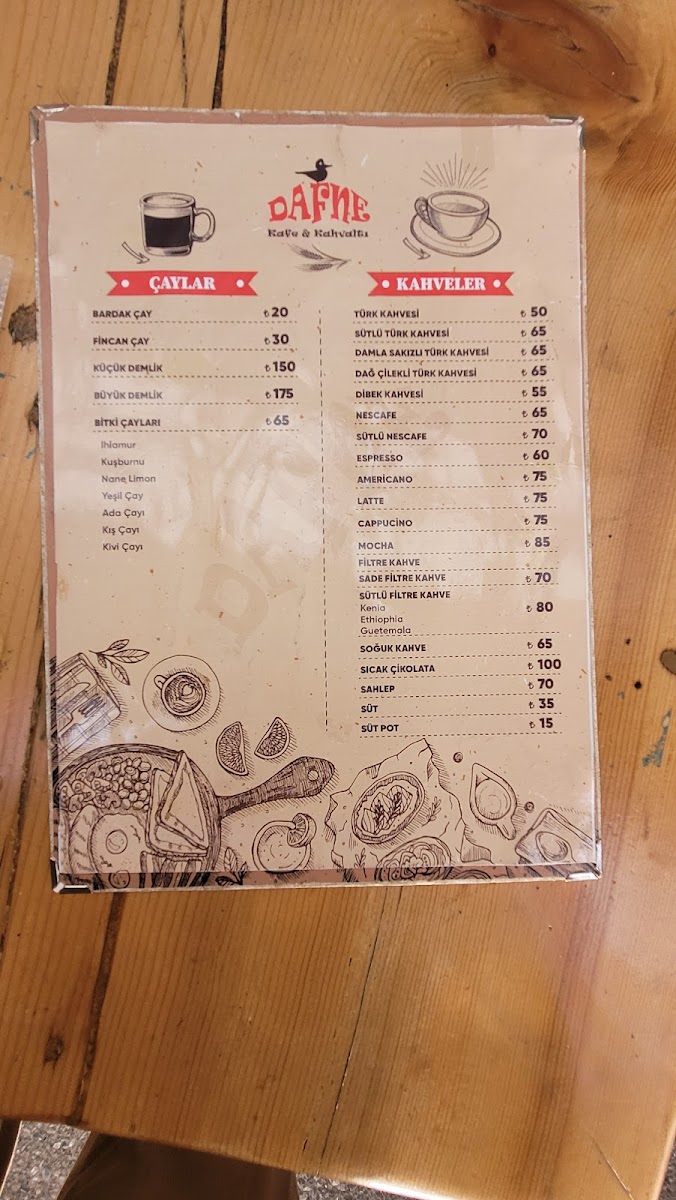 DAFNE
Kafe & Kahvaltı
ÇAYLAR
BARDAK ÇAY ₺ 20
FİNCAN ÇAY ₺ 30
KÜÇÜK DEMLİK ₺ 150
BÜYÜK DEMLİK ₺ 175
BİTKİ ÇAYLARI ₺ 65
Ihlamur
Kuşburnu
Nane Limon
Yeşil Çay
Ada Çayı
Kış Çayı
Kivi Çayı
KAHVELER
TÜRK KAHVESİ ₺ 50
SÜTLÜ TÜRK KAHVESİ ₺ 65
DAMLA SAKIZLI TÜRK KAHVESİ ₺ 65
DAĞ ÇİLEKLİ TÜRK KAHVESİ ₺ 65
DİBEK KAHVESİ ₺ 55
NESCAFE ₺ 65
SÜTLÜ NESCAFE ₺ 70
ESPRESSO ₺ 60
AMERİCANO ₺ 75
LATTE ₺ 75
CAPPUCİNO ₺ 75
MOCHA ₺ 85
FİLTRE KAHVE
SADE FİLTRE KAHVE ₺ 70
SÜTLÜ FİLTRE KAHVE
Kenia ₺ 80
Ethiophia
Guetemala
SOĞUK KAHVE ₺ 65
SICAK ÇİKOLATA ₺ 100
SAHLEP ₺ 70
SÜT ₺ 35
SÜT POT ₺ 15